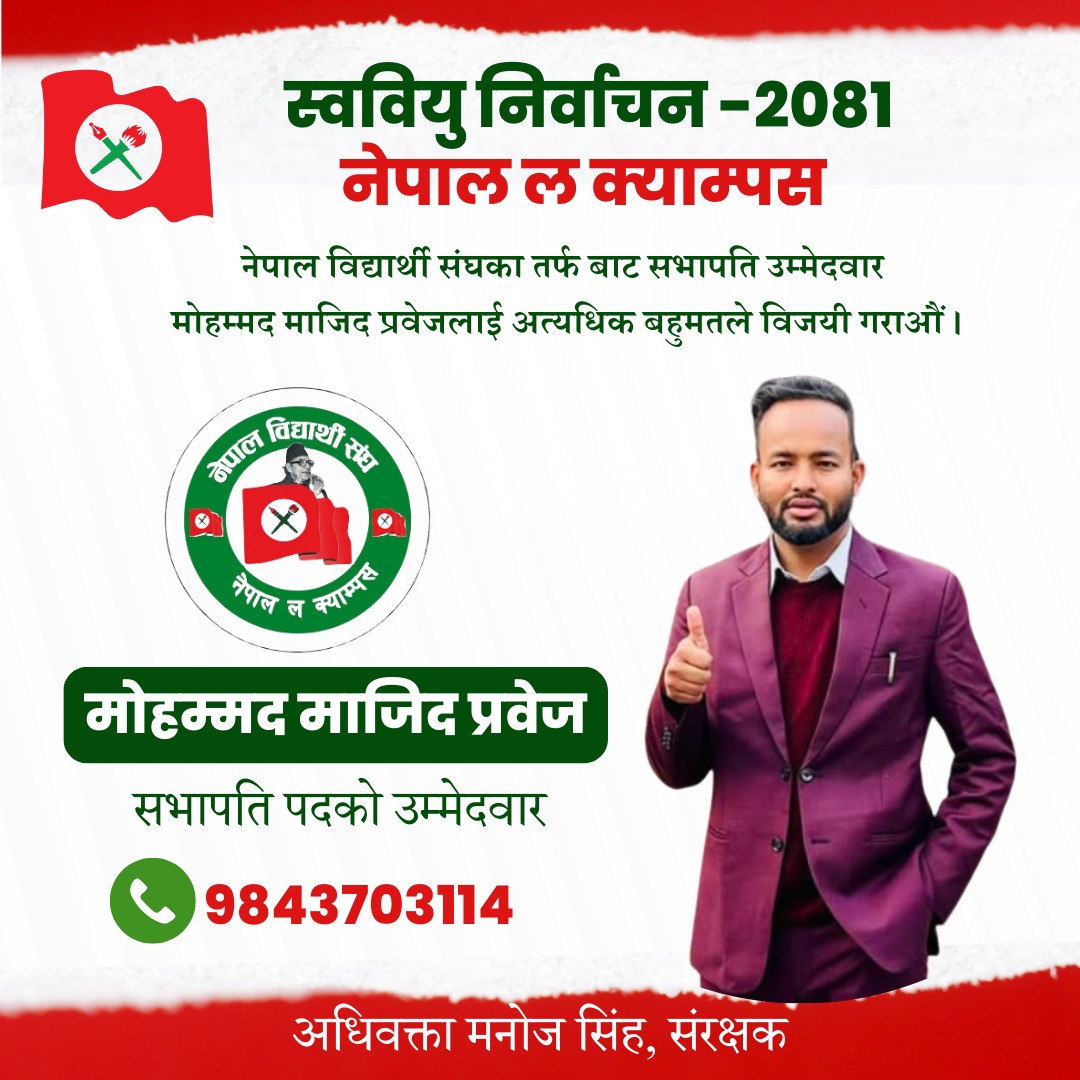 स्ववियु निर्वाचन -2081
नेपाल ल क्याम्पस
नेपाल विद्यार्थी संघका तर्फ बाट सभापति उम्मेदवार
मोहम्मद माजिद प्रवेजलाई अत्यधिक बहुमतले विजयी गराऔं।
नेपाल विद्यार्थी संघ
नेपाल ल क्याम्पस
मोहम्मद माजिद प्रवेज
सभापति पदको उम्मेदवार
9843703114
अधिवक्ता मनोज सिंह, संरक्षक